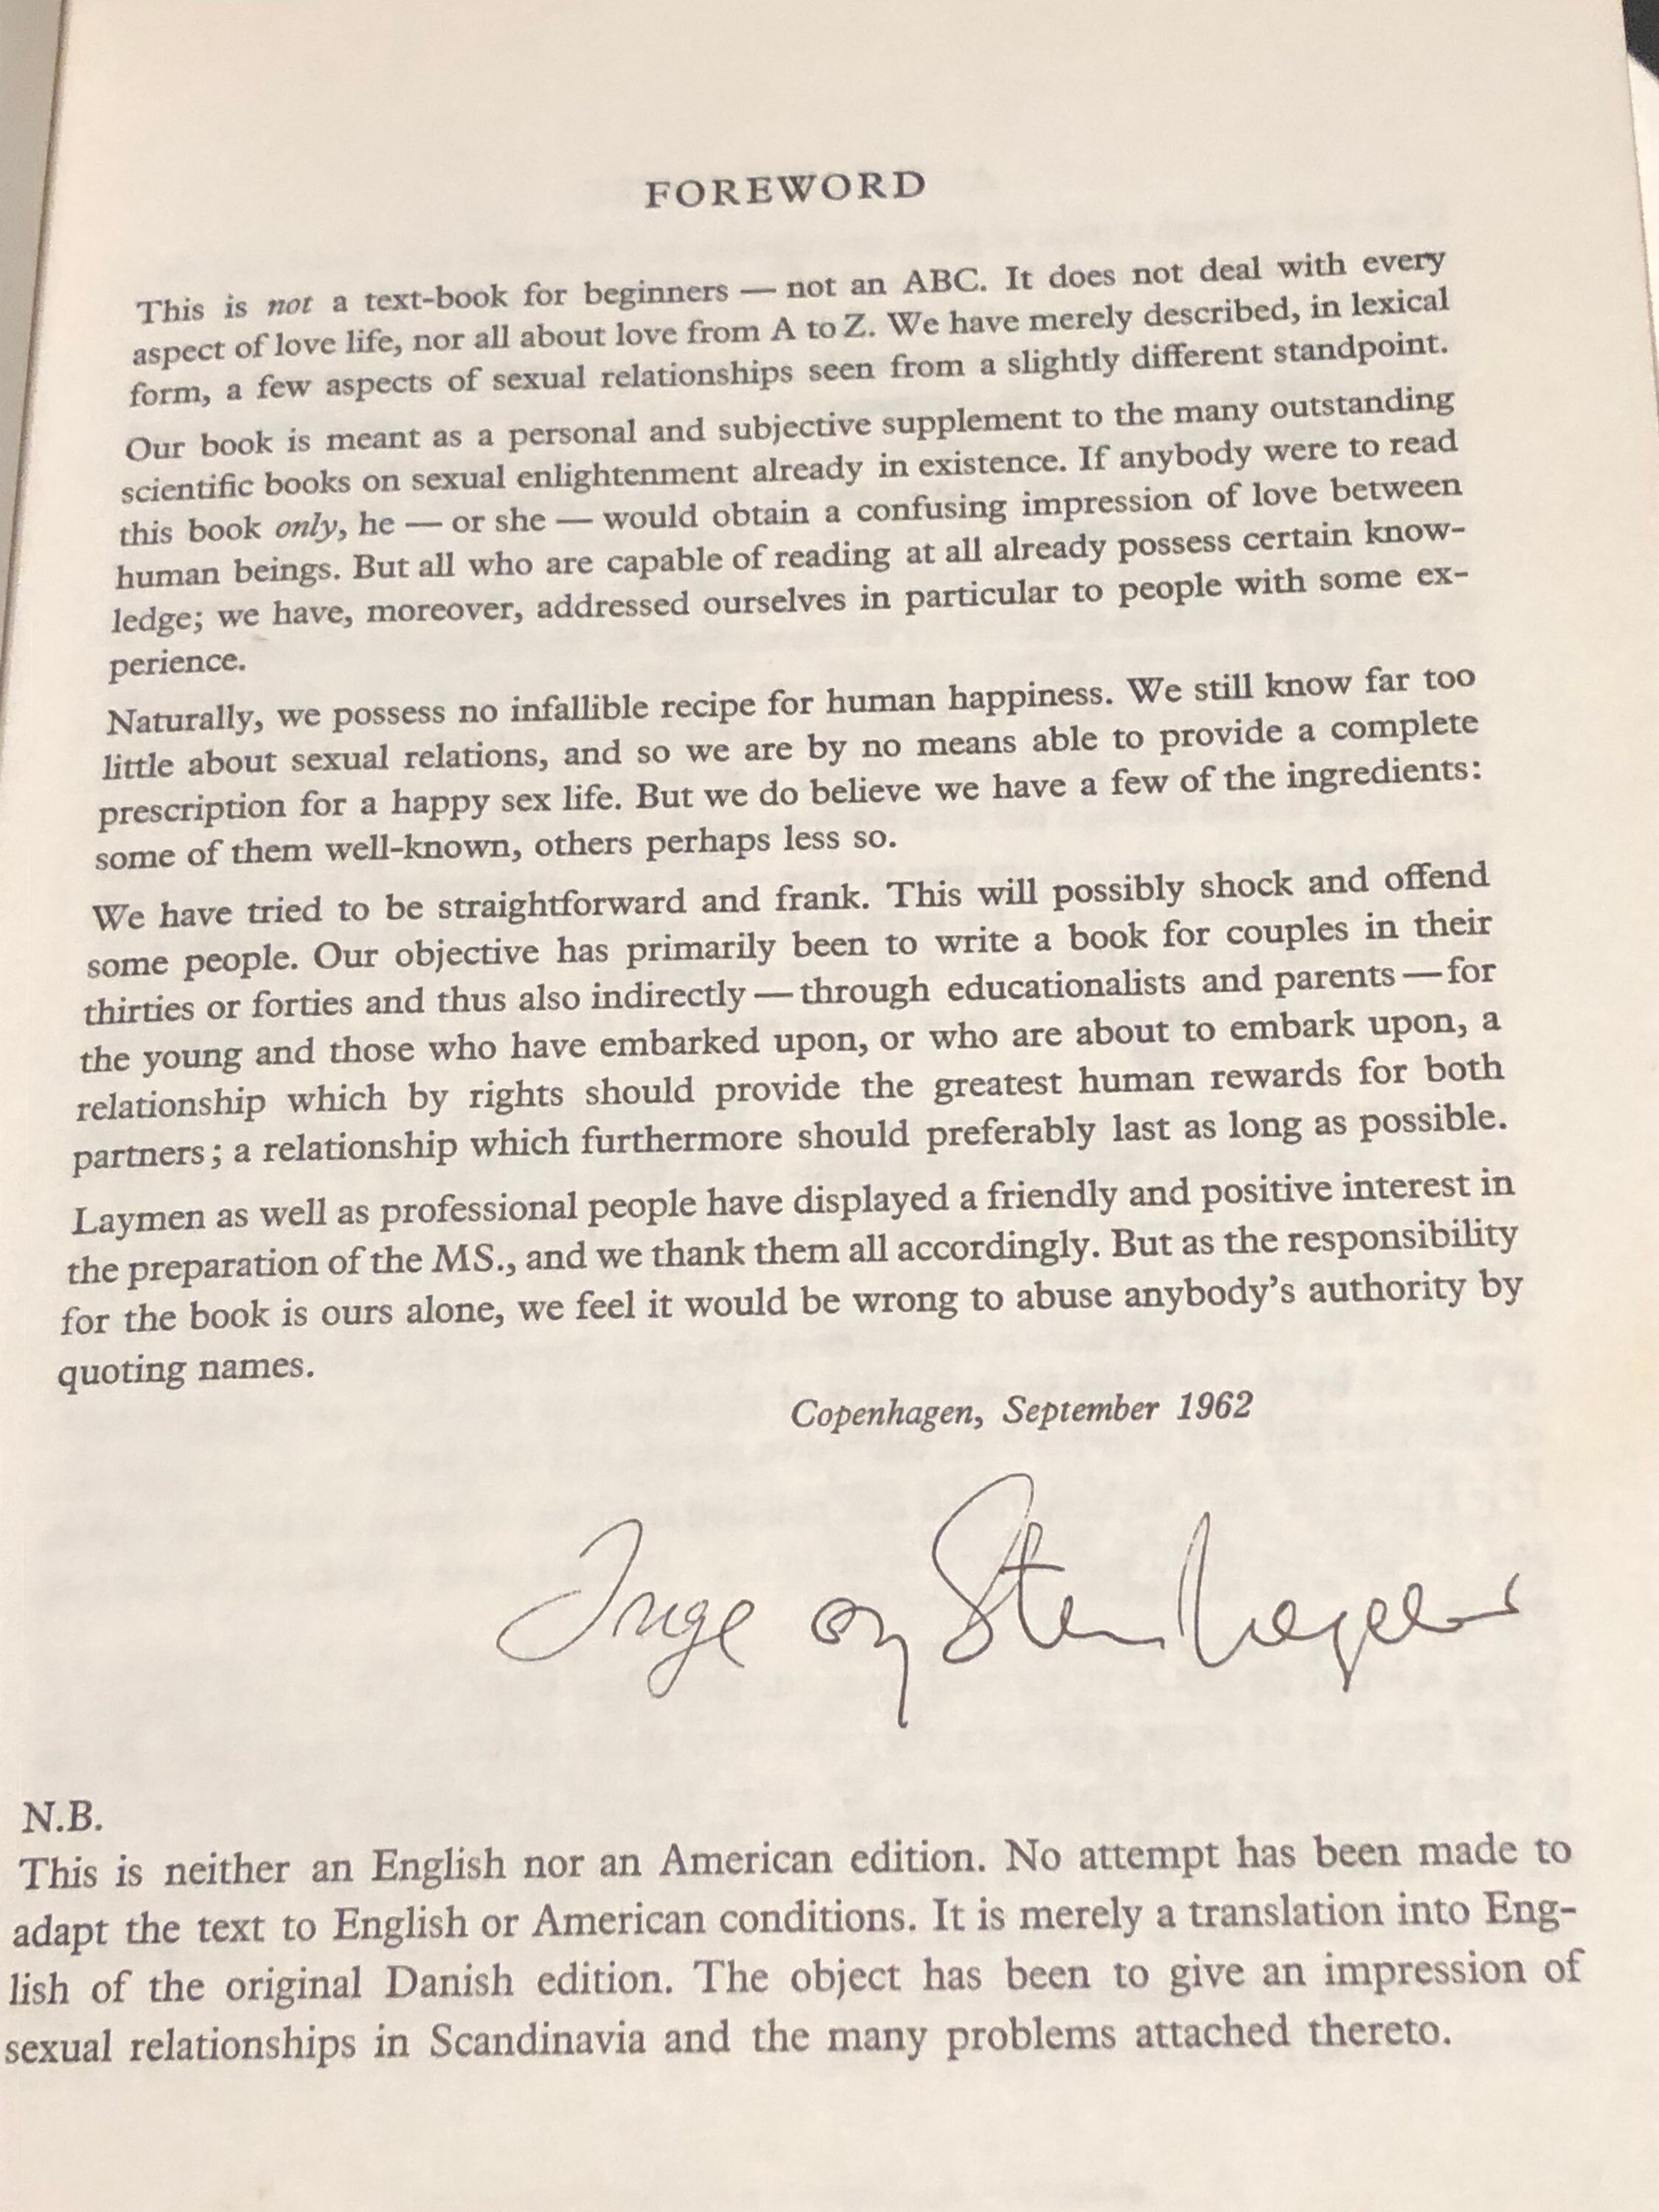 FOREWORD
This is not a text-book for beginners — not an ABC. It does not deal with every
aspect of love life, nor all about love from A to Z. We have merely described, in lexical
form, a few aspects of sexual relationships seen from a slightly different standpoint.
Our book is meant as a personal and subjective supplement to the many outstanding
scientific books on sexual enlightenment already in existence. If anybody were to read
this book only, he — or she — would obtain a confusing impression of love between
human beings. But all who are capable of reading at all already possess certain know-
ledge; we have, moreover, addressed ourselves in particular to people with some ex-
perience.
Naturally, we possess no infallible recipe for human happiness. We still know far too
little about sexual relations, and so we are by no means able to provide a complete
prescription for a happy sex life. But we do believe we have a few of the ingredients:
some of them well-known, others perhaps less so.
We have tried to be straightforward and frank. This will possibly shock and offend
some people. Our objective has primarily been to write a book for couples in their
thirties or forties and thus also indirectly — through educationalists and parents — for
the young and those who have embarked upon, or who are about to embark upon, a
relationship which by rights should provide the greatest human rewards for both
partners; a relationship which furthermore should preferably last as long as possible.
Laymen as well as professional people have displayed a friendly and positive interest in
the preparation of the MS., and we thank them all accordingly. But as the responsibility
for the book is ours alone, we feel it would be wrong to abuse anybody's authority by
quoting names.
Copenhagen, September 1962
Inge og Sten Hegeler
N.B.
This is neither an English nor an American edition. No attempt has been made to
adapt the text to English or American conditions. It is merely a translation into Eng-
lish of the original Danish edition. The object has been to give an impression of
sexual relationships in Scandinavia and the many problems attached thereto.